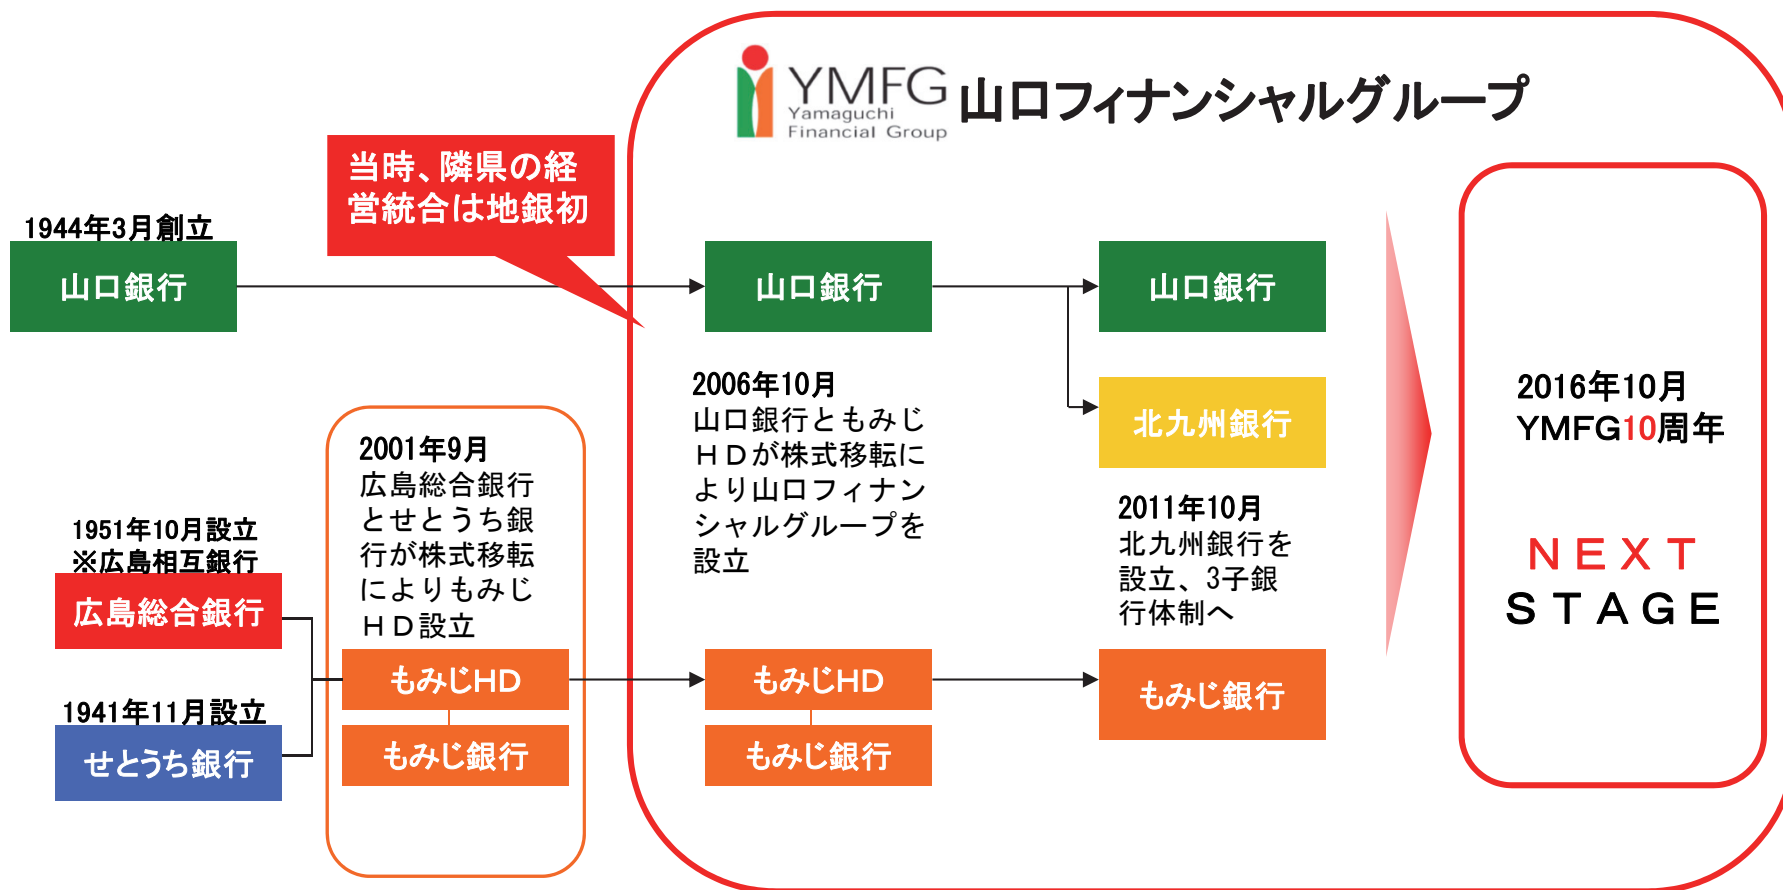 YMFG
Yamaguchi
Financial Group
山口フィナンシャルグループ
当時、隣県の経
営統合は地銀初
1944年3月創立
山口銀行
山口銀行
山口銀行
2006年10月
山口銀行ともみじ
ＨＤが株式移転に
より山口フィナン
シャルグループを
設立
北九州銀行
2011年10月
北九州銀行を
設立、3子銀
行体制へ
2001年9月
広島総合銀行
とせとうち銀
行が株式移転
によりもみじ
ＨＤ設立
1951年10月設立
※広島相互銀行
広島総合銀行
1941年11月設立
せとうち銀行
もみじHD
もみじ銀行
もみじHD
もみじ銀行
もみじ銀行
2016年10月
YMFG10周年
NEXT
STAGE